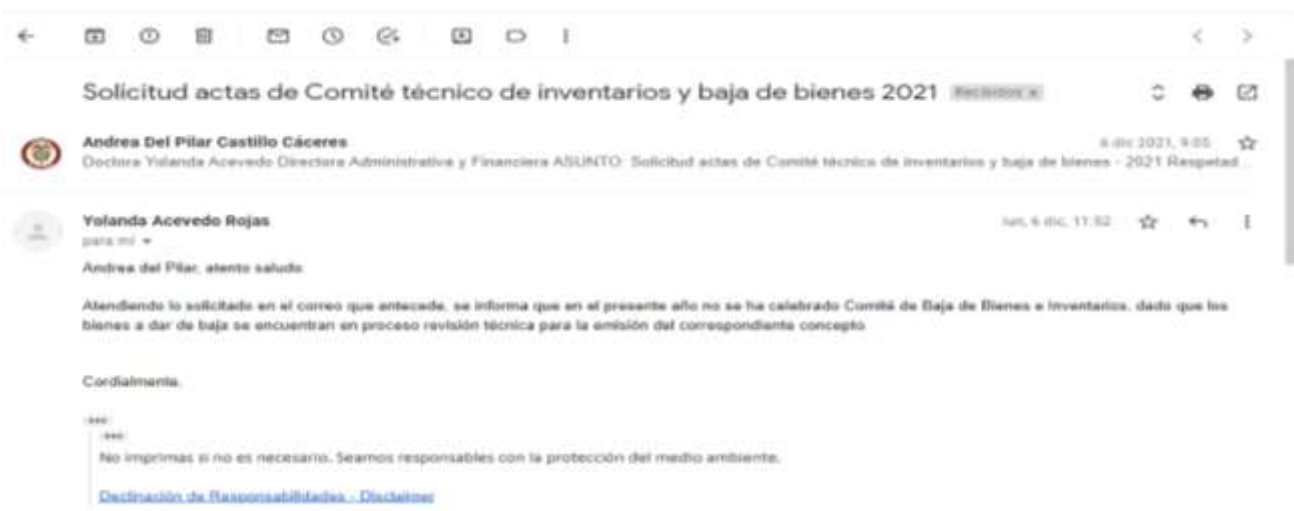 Solicitud actas de Comité técnico de inventarios y baja de bienes 2021 Recibidos x
Andrea Del Pilar Castillo Cáceres
6 dic 2021, 9:05
Doctora Yolanda Acevedo Directora Administrativa y Financiera ASUNTO: Solicitud actas de Comité técnico de inventarios y baja de bienes - 2021 Respetad...
Yolanda Acevedo Rojas
lun, 6 dic, 11:52
para mí
Andrea del Pilar, atento saludo.
Atendiendo lo solicitado en el correo que antecede, se informa que en el presente año no se ha celebrado Comité de Baja de Bienes e Inventarios, dado que los
bienes a dar de baja se encuentran en proceso revisión técnica para la emisión del correspondiente concepto.
Cordialmente,
No imprimas si no es necesario. Seamos responsables con la protección del medio ambiente.
Declinación de Responsabilidades - Disclaimer